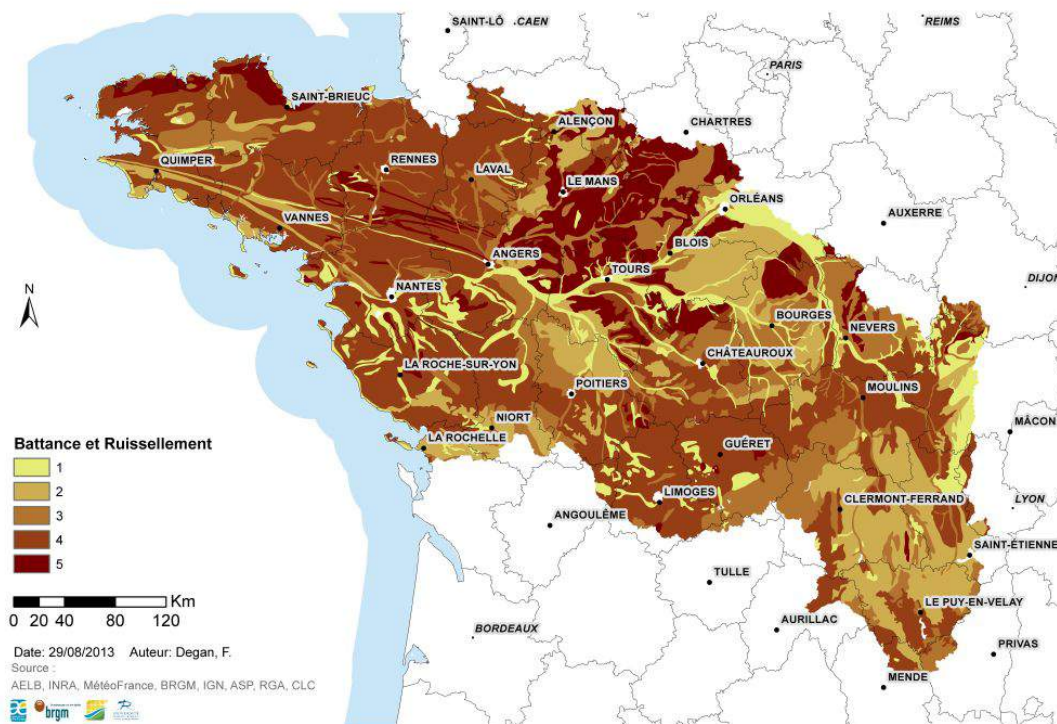 SAINT-LÔ
CAEN
REIMS
PARIS
SAINT-BRIEUC
ALENÇON
CHARTRES
QUIMPER
RENNES
LAVAL
LE MANS
ORLÉANS
AUXERRE
VANNES
BLOIS
ANGERS
TOURS
DIJON
N
NANTES
BOURGES
NEVERS
CHÂTEAUROUX
LA ROCHE-SUR-YON
POITIERS
MOULINS
NIORT
MÂCON
LA ROCHELLE
GUÉRET
Battance et Ruissellement
1
2
3
4
5
LIMOGES
CLERMONT-FERRAND
LYON
ANGOULÊME
SAINT-ÉTIENNE
TULLE
LE PUY-EN-VELAY
AURILLAC
BORDEAUX
PRIVAS
MENDE
Km
0 20 40 80 120
Date: 29/08/2013 Auteur: Degan, F.
Source :
AELB, INRA, MétéoFrance, BRGM, IGN, ASP, RGA, CLC
brgm